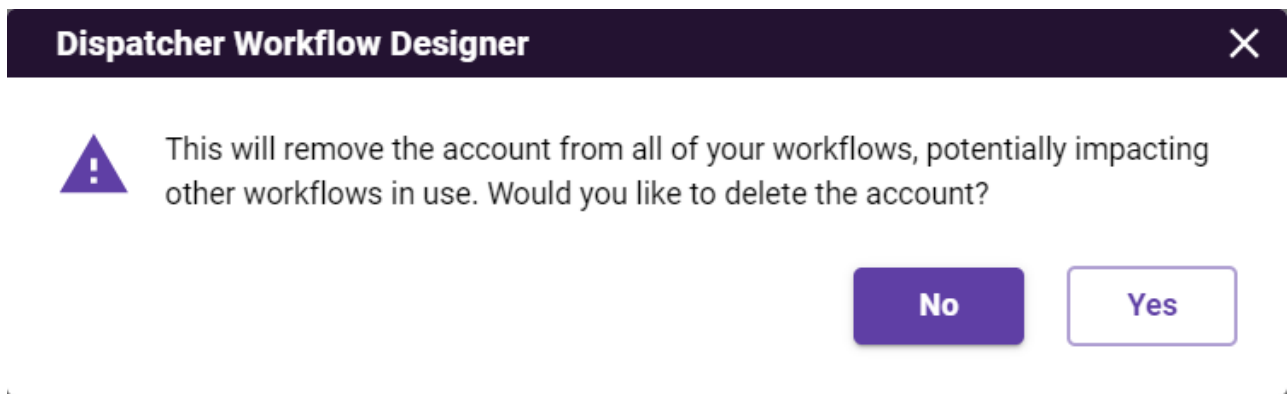 Dispatcher Workflow Designer
This will remove the account from all of your workflows, potentially impacting
other workflows in use. Would you like to delete the account?
No
Yes